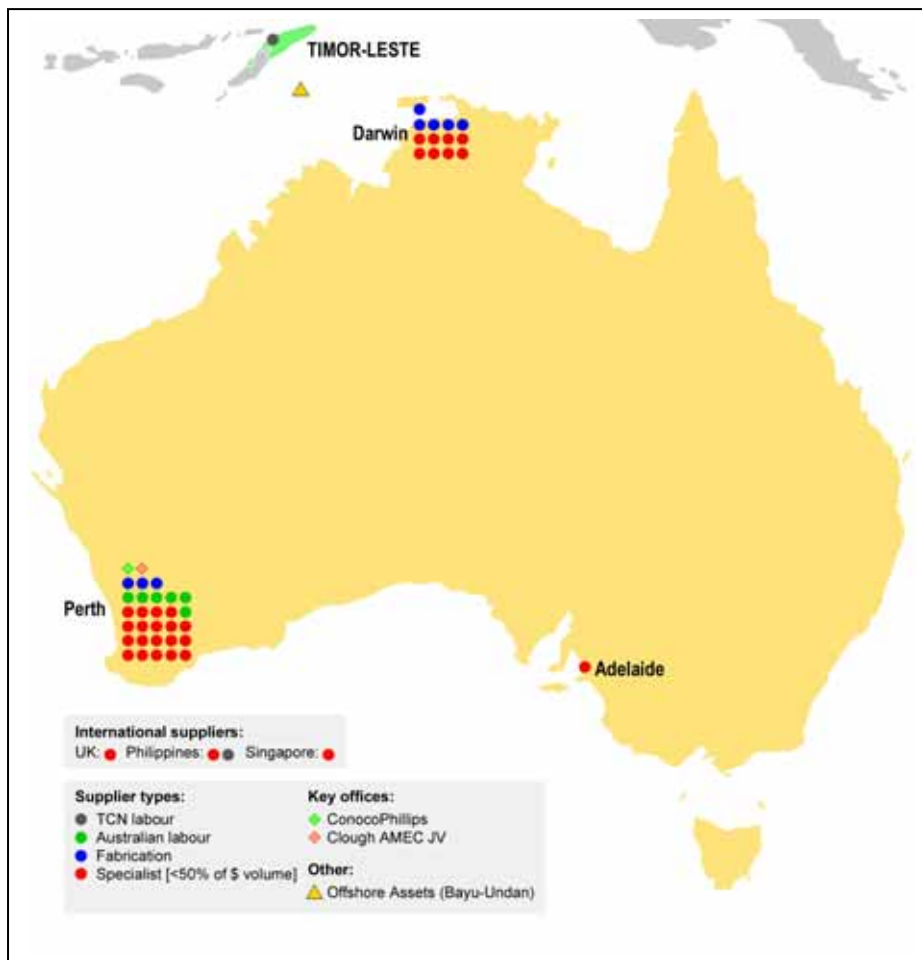 TIMOR-LESTE
Darwin
Perth
Adelaide
International suppliers:
UK: Philippines: Singapore:
Supplier types:
TCN labour
Australian labour
Fabrication
Specialist [<50% of $ volume]
Key offices:
ConocoPhillips
Clough AMEC JV
Other:
Offshore Assets (Bayu-Undan)